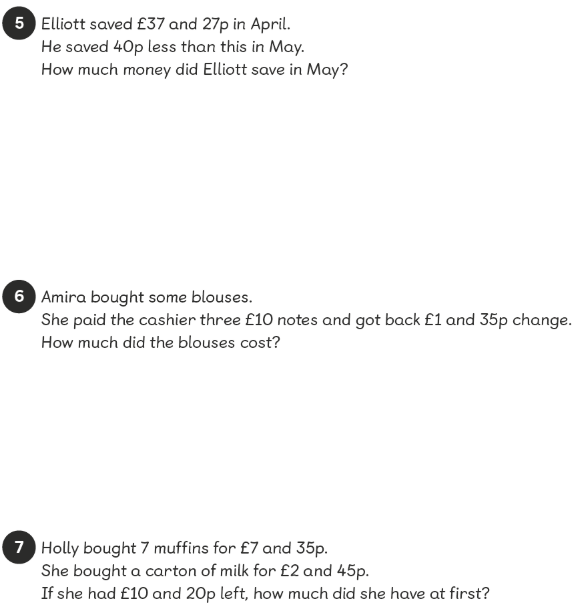 5 Elliott saved £37 and 27p in April.
He saved 40p less than this in May.
How much money did Elliott save in May?
6 Amira bought some blouses.
She paid the cashier three £10 notes and got back £1 and 35p change.
How much did the blouses cost?
7 Holly bought 7 muffins for £7 and 35p.
She bought a carton of milk for £2 and 45p.
If she had £10 and 20p left, how much did she have at first?